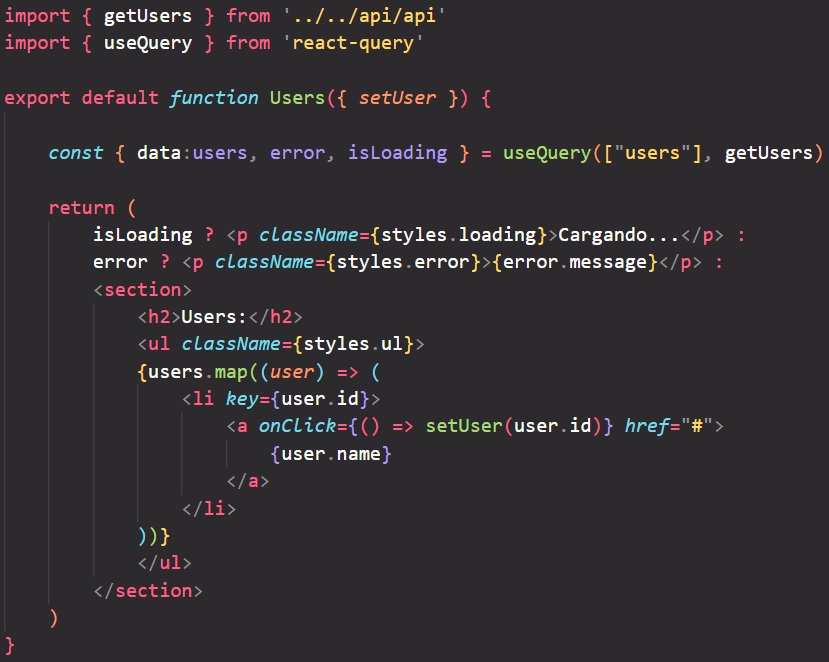 import { getUsers } from '../../api/api'
import { useQuery } from 'react-query'
export default function Users({ setUser }) {
const { data:users, error, isLoading } = useQuery(["users"], getUsers)
return (
isLoading ? <p className={styles.loading}>Cargando...</p> :
error ? <p className={styles.error}>{error.message}</p> :
<section>
<h2>Users:</h2>
<ul className={styles.ul}>
{users.map((user) => (
<li key={user.id}>
<a onClick={() => setUser(user.id)} href="#">
{user.name}
</a>
</li>
))}
</ul>
</section>
)
}